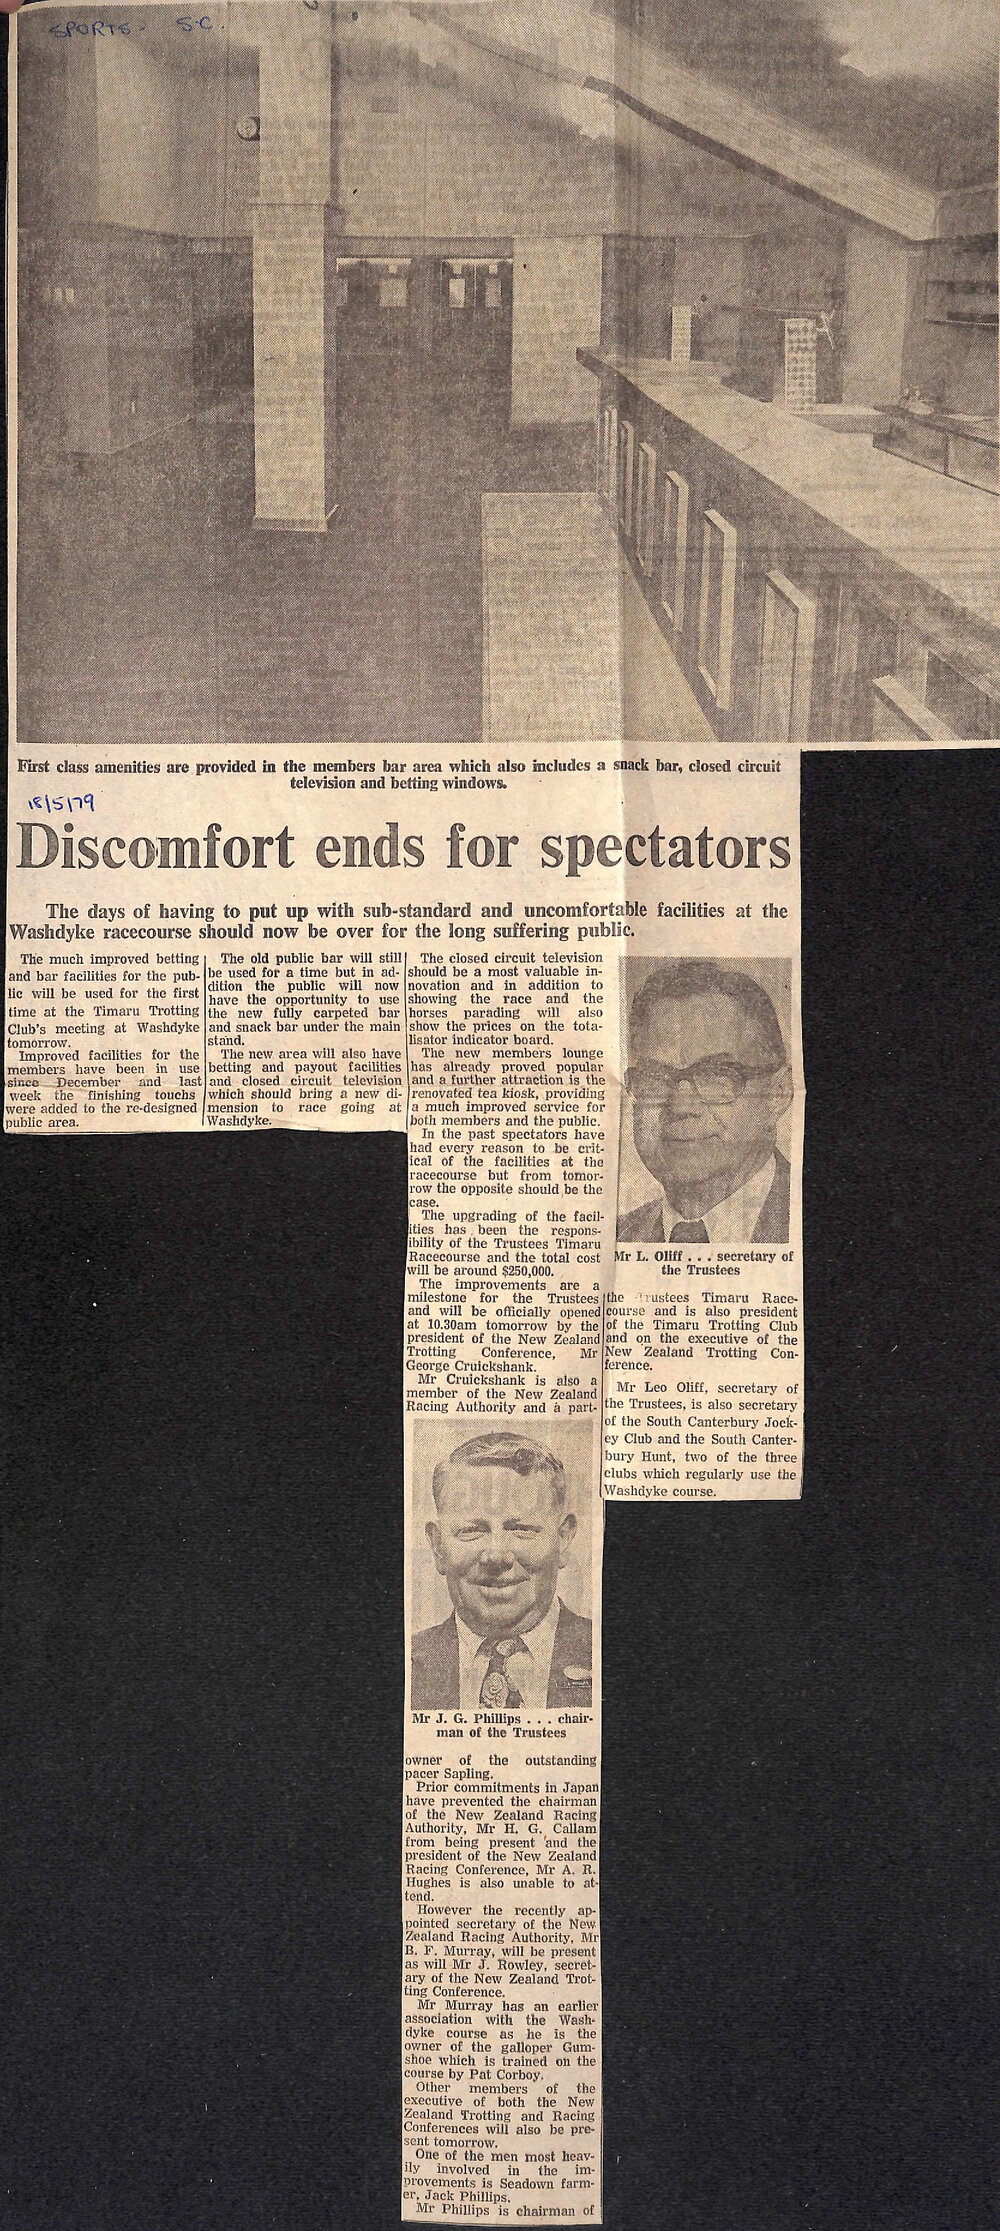 SPORTS - S.C.
First class amenities are provided in the members bar area which also includes a snack bar, closed circuit
television and betting windows.
18/5/79
Discomfort ends for spectators
The days of having to put up with sub-standard and uncomfortable facilities at the
Washdyke racecourse should now be over for the long suffering public.
The much improved betting
and bar facilities for the pub-
lic will be used for the first
time at the Timaru Trotting
Club's meeting at Washdyke
tomorrow.
Improved facilities for the
members have been in use
since December and last
week the finishing touches
were added to the re-designed
public area.
The old public bar will still
be used for a time but in ad-
dition the public will now
have the opportunity to use
the new fully carpeted bar
and snack bar under the main
stand.
The new area will also have
betting and payout facilities
and closed circuit television
which should bring a new di-
mension to race going at
Washdyke.
The closed circuit television
should be a most valuable in-
novation and in addition to
showing the race and the
horses parading will also
show the prices on the tota-
lisator indicator board.
The new members lounge
has already proved popular
and a further attraction is the
renovated tea kiosk, providing
a much improved service for
both members and the public.
In the past spectators have
had every reason to be crit-
ical of the facilities at the
racecourse but from tomor-
row the opposite should be the
case.
The upgrading of the facil-
ities has been the respons-
ibility of the Trustees Timaru
Racecourse and the total cost
will be around $250,000.
The improvements are a
milestone for the Trustees
and will be officially opened
at 10.30am tomorrow by the
president of the New Zealand
Trotting Conference, Mr
George Cruickshank.
Mr Cruickshank is also a
member of the New Zealand
Racing Authority and a part-
Mr J. G. Phillips . . . chair-
man of the Trustees
owner of the outstanding
pacer Sapling.
Prior commitments in Japan
have prevented the chairman
of the New Zealand Racing
Authority, Mr H. G. Callam
from being present and the
president of the New Zealand
Racing Conference, Mr A. R.
Hughes is also unable to at-
tend.
However the recently ap-
pointed secretary of the New
Zealand Racing Authority, Mr
B. F. Murray, will be present
as will Mr J. Rowley, secret-
ary of the New Zealand Trot-
ting Conference.
Mr Murray has an earlier
association with the Wash-
dyke course as he is the
owner of the galloper Gum-
shoe which is trained on the
course by Pat Corboy.
Other members of the
executive of both the New
Zealand Trotting and Racing
Conferences will also be pre-
sent tomorrow.
One of the men most heav-
ily involved in the im-
provements is Seadown farm-
er, Jack Phillips.
Mr Phillips is chairman of
Mr L. Oliff . . . secretary of
the Trustees
the Trustees Timaru Race-
course and is also president
of the Timaru Trotting Club
and on the executive of the
New Zealand Trotting Con-
ference.
Mr Leo Oliff, secretary of
the Trustees, is also secretary
of the South Canterbury Jock-
ey Club and the South Canter-
bury Hunt, two of the three
clubs which regularly use the
Washdyke course.